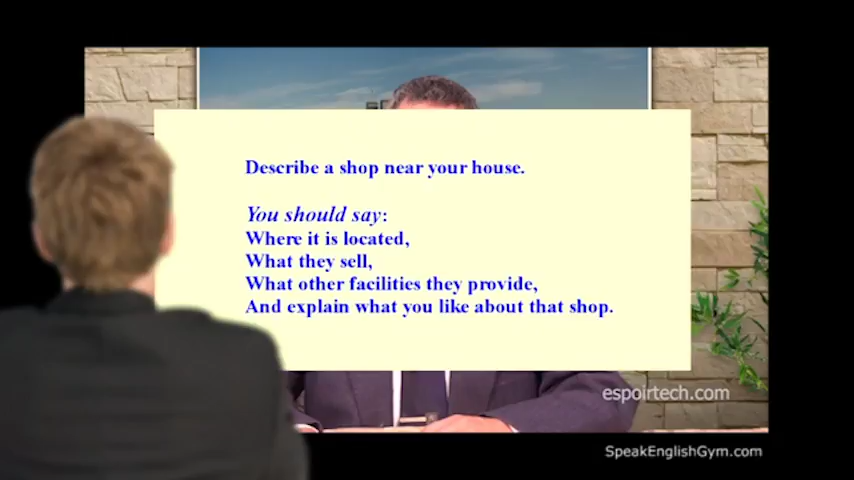 Describe a shop near your house.
You should say:
Where it is located,
What they sell,
What other facilities they provide,
And explain what you like about that shop.
espoirtech.com
SpeakEnglishGym.com